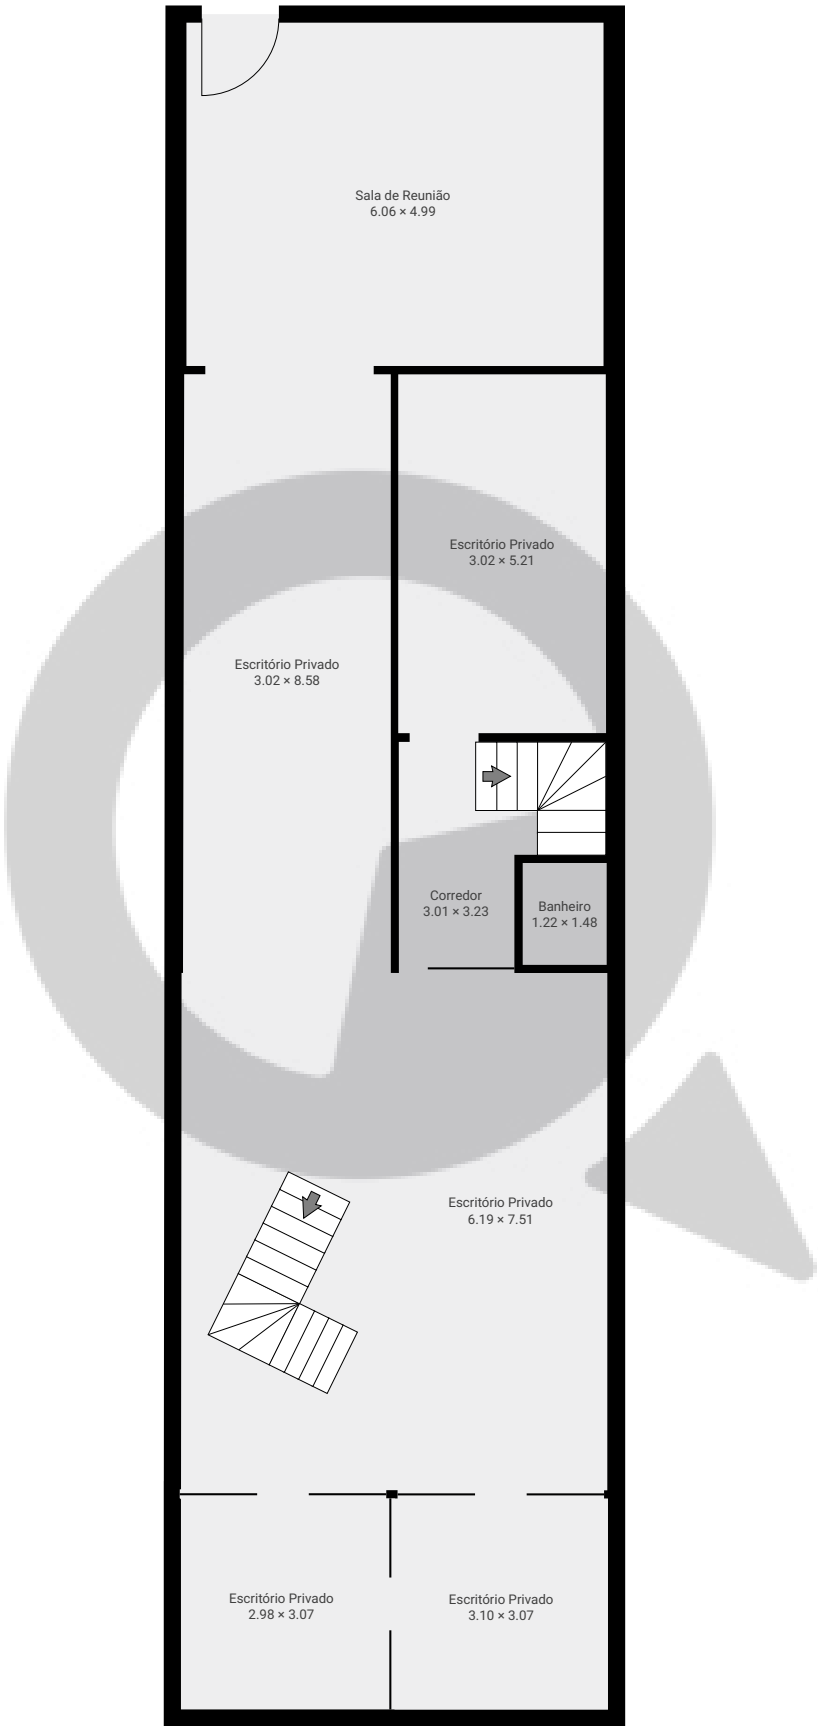 Sala de Reunião
6.06 × 4.99
Escritório Privado
3.02 × 5.21
Escritório Privado
3.02 × 8.58
Corredor
3.01 × 3.23
Banheiro
1.22 × 1.48
Escritório Privado
6.19 × 7.51
Escritório Privado
2.98 × 3.07
Escritório Privado
3.10 × 3.07